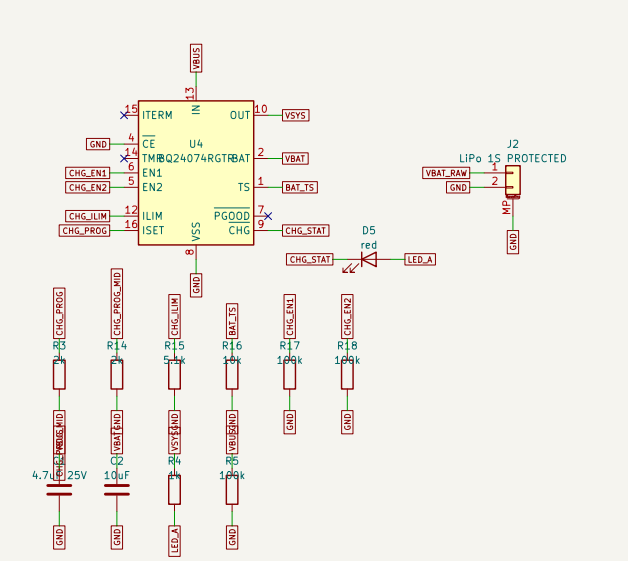 VBUS
13
IN
15
ITERM
OUT
10
VSYS
GND
4
CE
U4
14
TMR
BQ24074RGTR
BAT
2
VBAT
CHG_EN1
6
EN1
CHG_EN2
5
EN2
TS
1
BAT_TS
CHG_ILIM
12
ILIM
PGOOD
7
CHG_PROG
16
ISET
CHG
9
CHG_STAT
VSS
8
GND
J2
LiPo 1S PROTECTED
VBAT_RAW
1
GND
2
MP
GND
D5
red
CHG_STAT
LED_A
CHG_PROG
CHG_PROG_MID
CHG_ILIM
BAT_TS
CHG_EN1
CHG_EN2
R3
R14
R15
R16
R17
R18
2k
2k
5.1k
10k
100k
100k
GND
GND
GND
GND
GND
VBAT
VSYS
VBUS
C2
R4
R5
4.7uF 25V
10uF
1k
100k
GND
GND
LED_A
GND